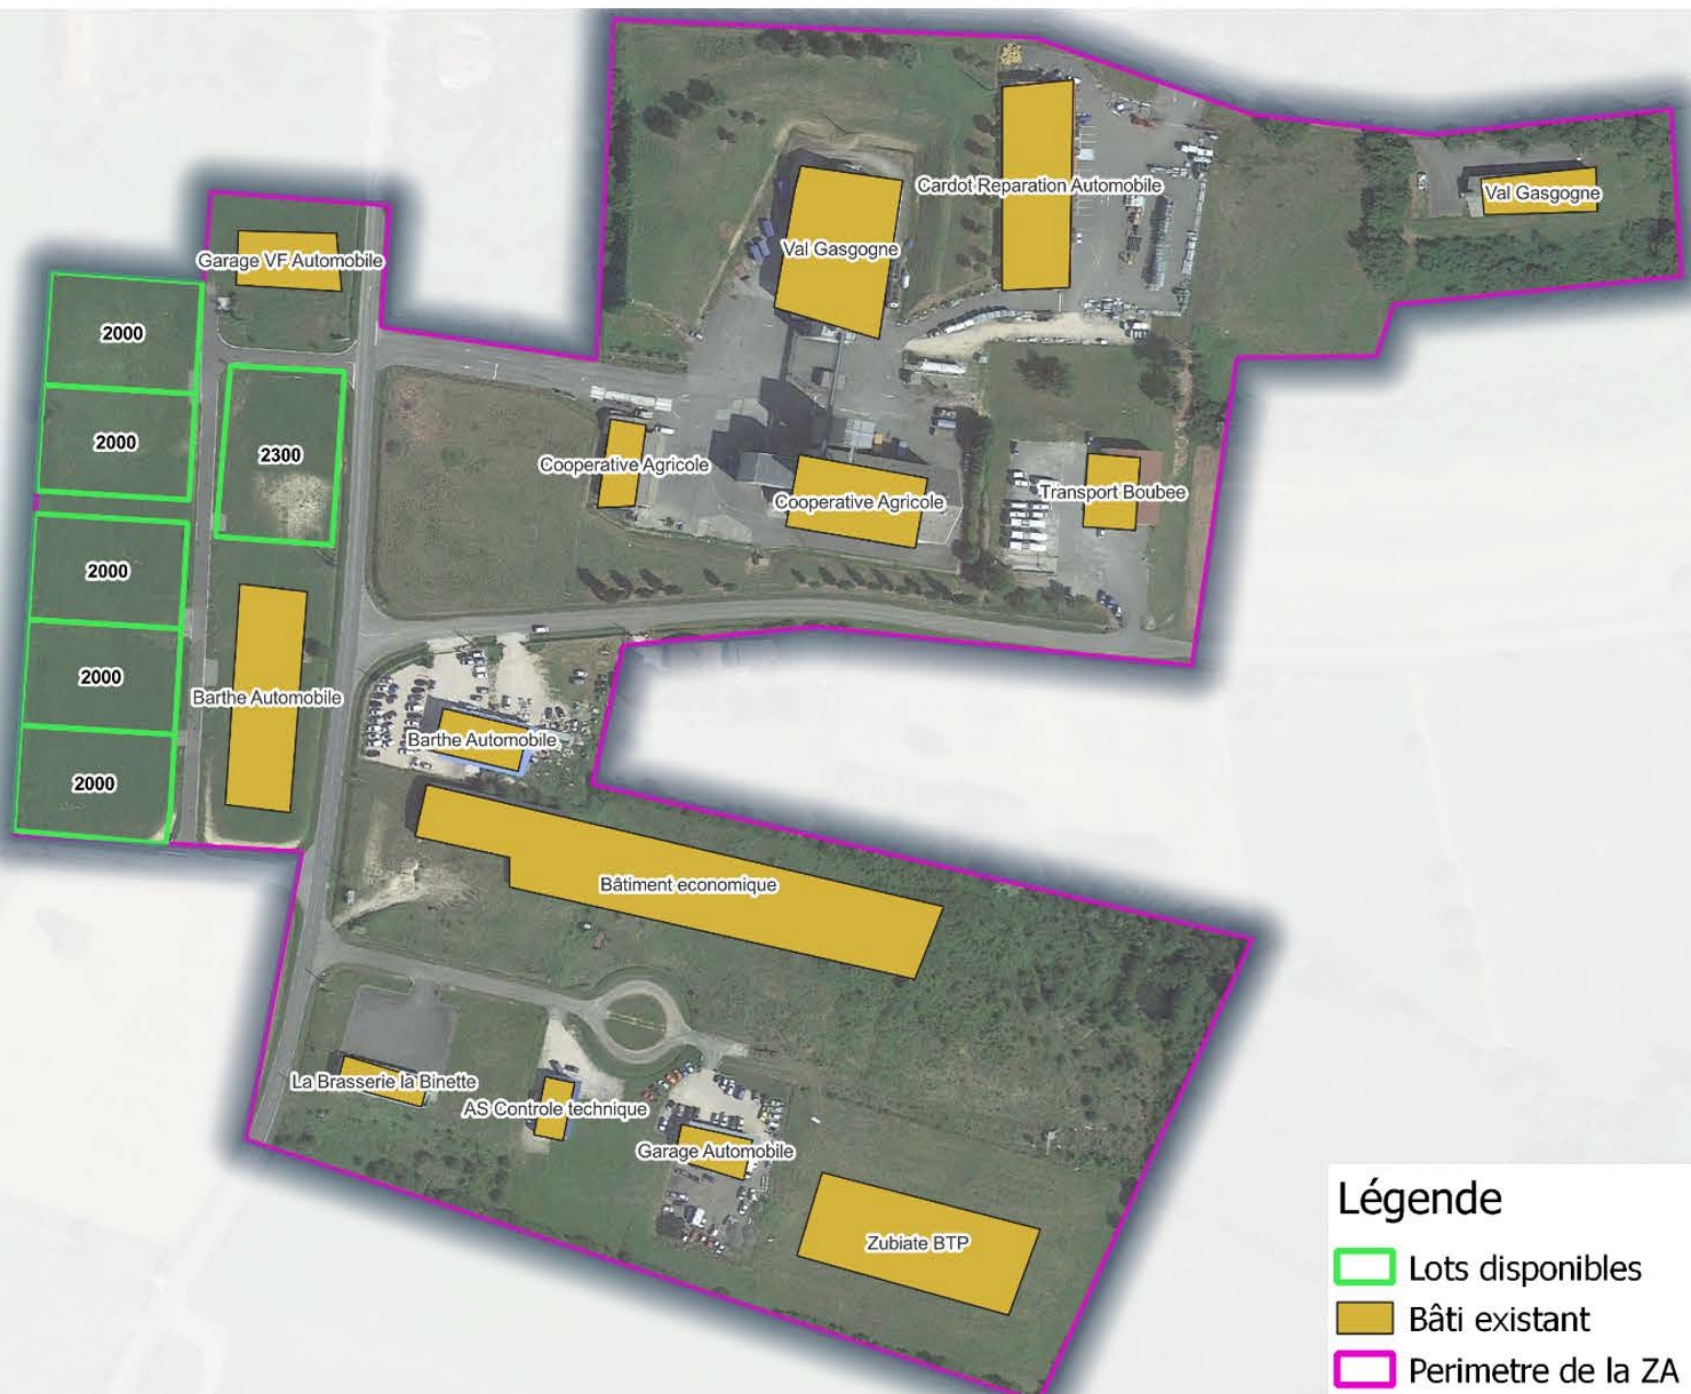 Cardot Reparation Automobile
Val Gasgogne
Val Gasgogne
Garage VF Automobile
2000
2000
2300
Cooperative Agricole
Cooperative Agricole
Transport Boubee
2000
2000
Barthe Automobile
Barthe Automobile
2000
Bâtiment economique
La Brasserie la Binette
AS Controle technique
Garage Automobile
Zubiate BTP
Légende
Lots disponibles
Bâti existant
Perimetre de la ZA